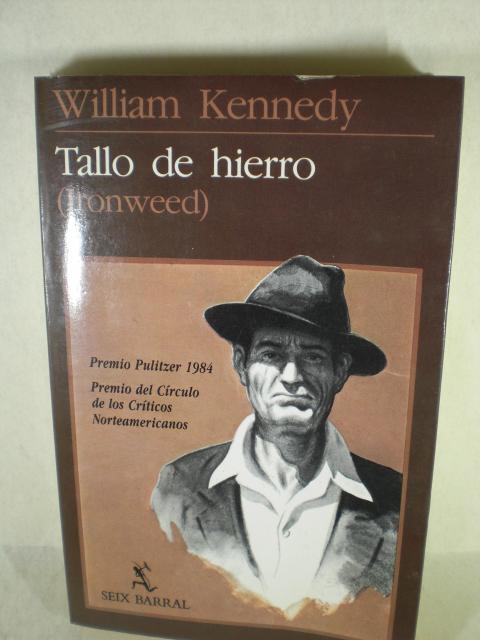 William Kennedy
Tallo de hierro
(Ironweed)
Premio Pulitzer 1984
Premio del Círculo
de los Críticos
Norteamericanos
SEIX BARRAL